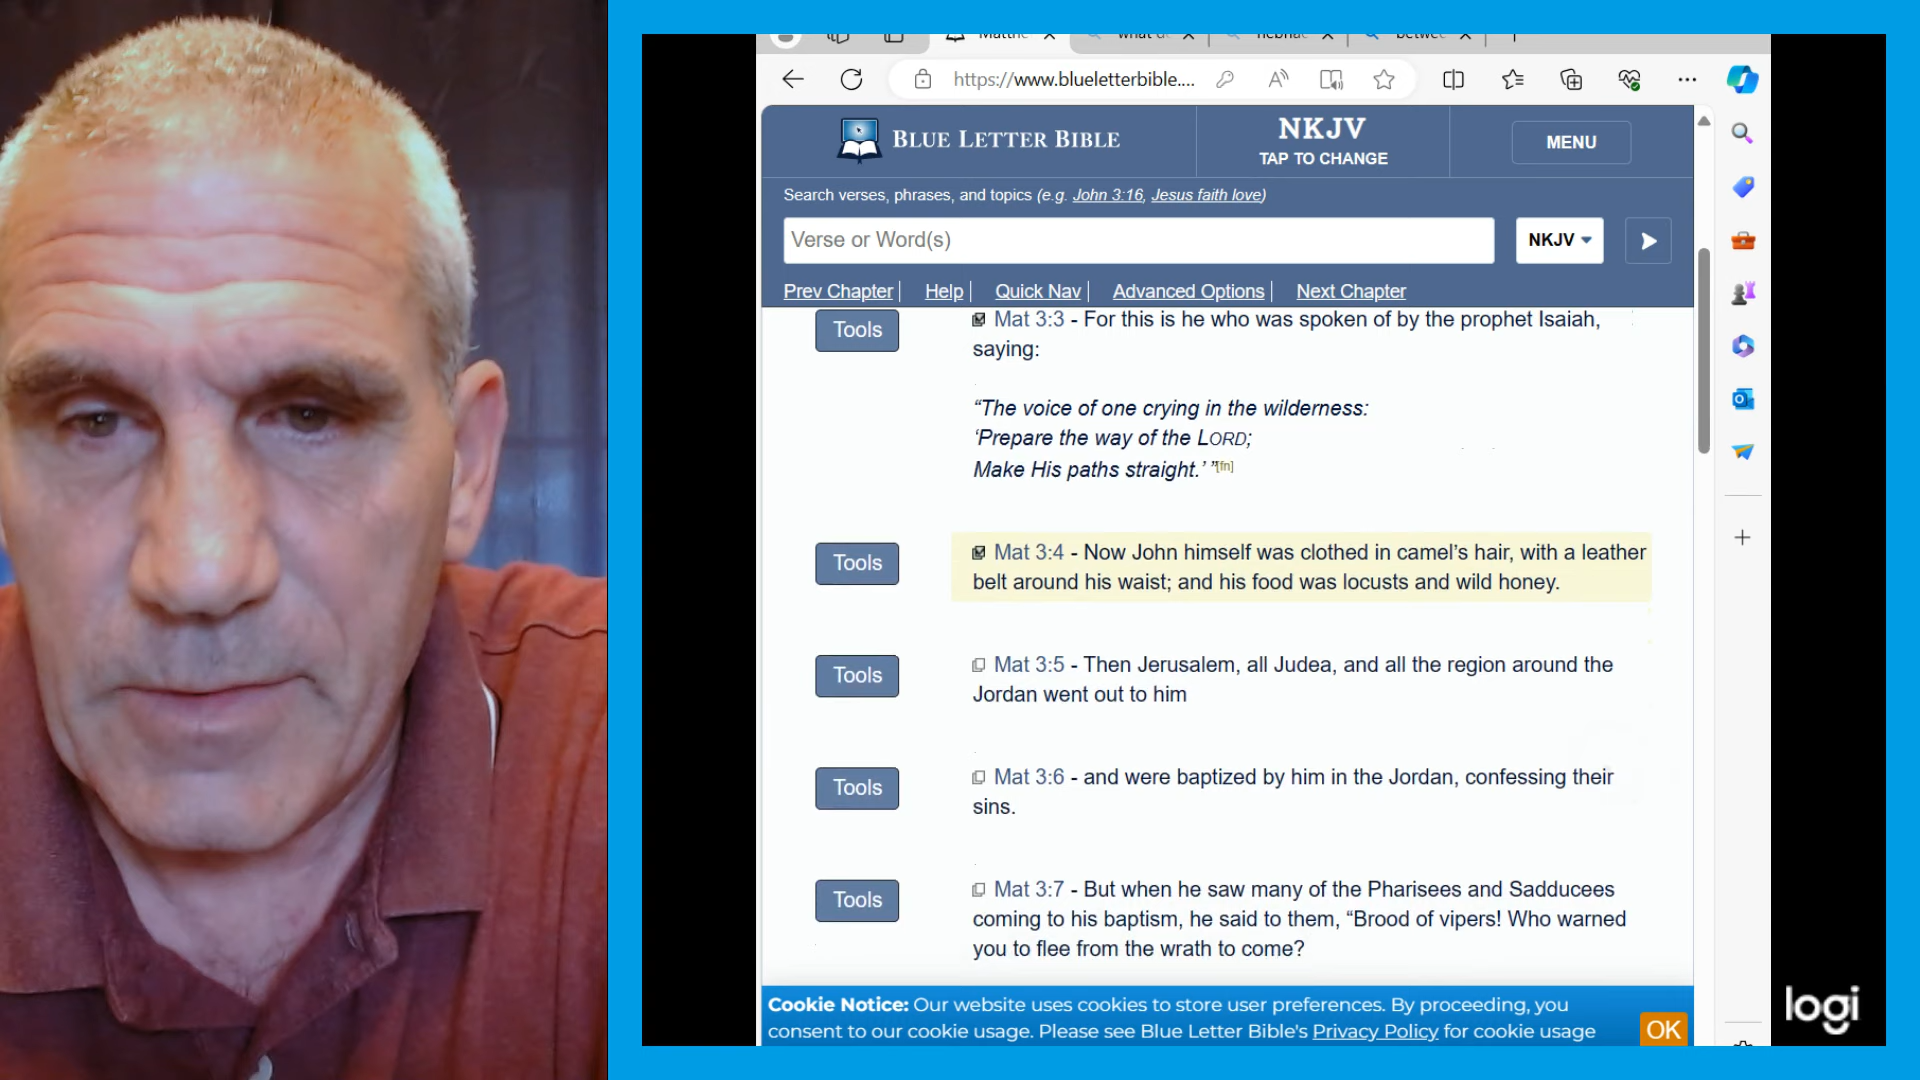 Matthe
https://www.blueletterbible....
BLUE LETTER BIBLE
NKJV
TAP TO CHANGE
MENU
Search verses, phrases, and topics (e.g. John 3:16, Jesus faith love)
Verse or Word(s)
NKJV
Prev Chapter | Help | Quick Nav | Advanced Options | Next Chapter
Tools
Mat 3:3 - For this is he who was spoken of by the prophet Isaiah,
saying:
“The voice of one crying in the wilderness:
‘Prepare the way of the LORD;
Make His paths straight.’ ”[fn]
Tools
Mat 3:4 - Now John himself was clothed in camel’s hair, with a leather
belt around his waist; and his food was locusts and wild honey.
Tools
Mat 3:5 - Then Jerusalem, all Judea, and all the region around the
Jordan went out to him
Tools
Mat 3:6 - and were baptized by him in the Jordan, confessing their
sins.
Tools
Mat 3:7 - But when he saw many of the Pharisees and Sadducees
coming to his baptism, he said to them, “Brood of vipers! Who warned
you to flee from the wrath to come?
Cookie Notice: Our website uses cookies to store user preferences. By proceeding, you
consent to our cookie usage. Please see Blue Letter Bible's Privacy Policy for cookie usage
OK
logi